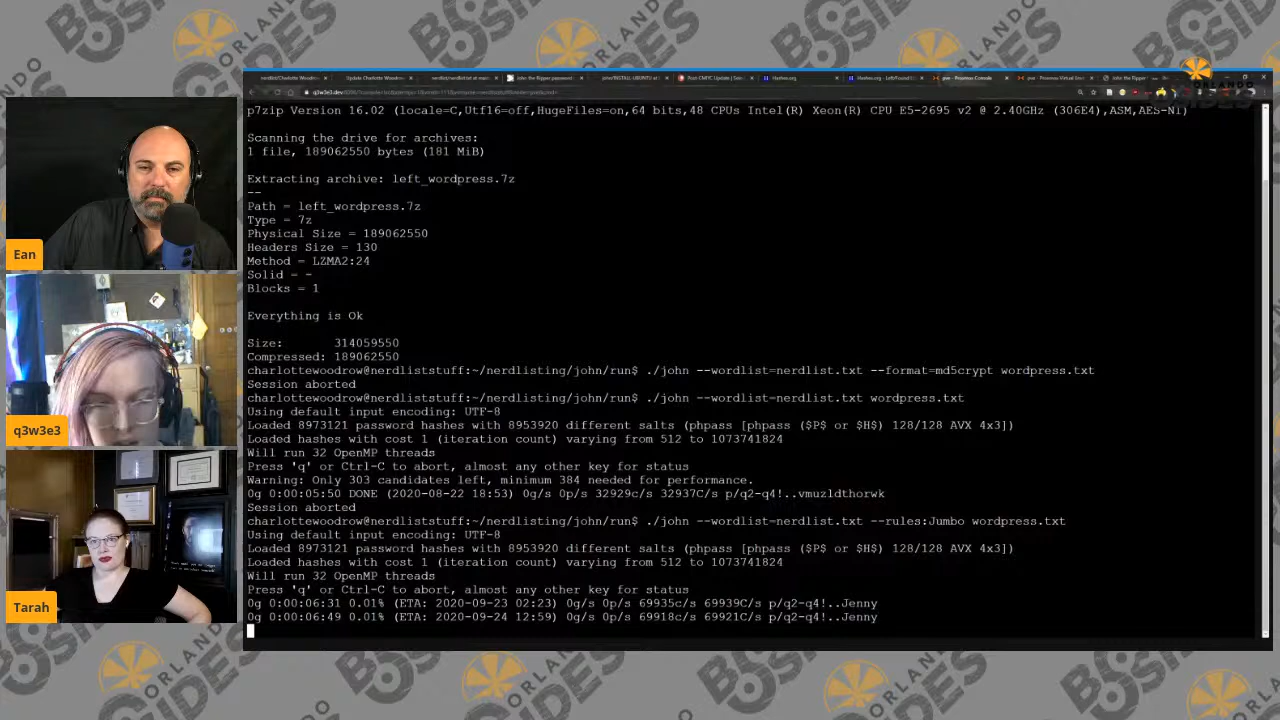 ORLANDO
BSIDES
Ean
q3w3e3
Tarah
p7zip Version 16.02 (locale=C,Utf16=off,HugeFiles=on,64 bits,48 CPUs Intel(R) Xeon(R) CPU E5-2695 v2 @ 2.40GHz (306E4),ASM,AES-NI)
Scanning the drive for archives:
1 file, 189062550 bytes (181 MiB)
Extracting archive: left_wordpress.7z
--
Path = left_wordpress.7z
Type = 7z
Physical Size = 189062550
Headers Size = 130
Method = LZMA2:24
Solid = -
Blocks = 1
Everything is Ok
Size:       314059550
Compressed: 189062550
charlottewoodrow@nerdliststuff:~/nerdlisting/john/run$ ./john --wordlist=nerdlist.txt --format=md5crypt wordpress.txt
Session aborted
charlottewoodrow@nerdliststuff:~/nerdlisting/john/run$ ./john --wordlist=nerdlist.txt wordpress.txt
Using default input encoding: UTF-8
Loaded 8973121 password hashes with 8953920 different salts (phpass [phpass ($P$ or $H$) 128/128 AVX 4x3])
Loaded hashes with cost 1 (iteration count) varying from 512 to 1073741824
Will run 32 OpenMP threads
Press 'q' or Ctrl-C to abort, almost any other key for status
Warning: Only 303 candidates left, minimum 384 needed for performance.
0g 0:00:05:50 DONE (2020-08-22 18:53) 0g/s 0p/s 32929c/s 32937C/s p/q2-q4!..vmuzldthorwk
Session aborted
charlottewoodrow@nerdliststuff:~/nerdlisting/john/run$ ./john --wordlist=nerdlist.txt --rules:Jumbo wordpress.txt
Using default input encoding: UTF-8
Loaded 8973121 password hashes with 8953920 different salts (phpass [phpass ($P$ or $H$) 128/128 AVX 4x3])
Loaded hashes with cost 1 (iteration count) varying from 512 to 1073741824
Will run 32 OpenMP threads
Press 'q' or Ctrl-C to abort, almost any other key for status
0g 0:00:06:31 0.01% (ETA: 2020-09-23 02:23) 0g/s 0p/s 69935c/s 69939C/s p/q2-q4!..Jenny
0g 0:00:06:49 0.01% (ETA: 2020-09-24 12:59) 0g/s 0p/s 69918c/s 69921C/s p/q2-q4!..Jenny